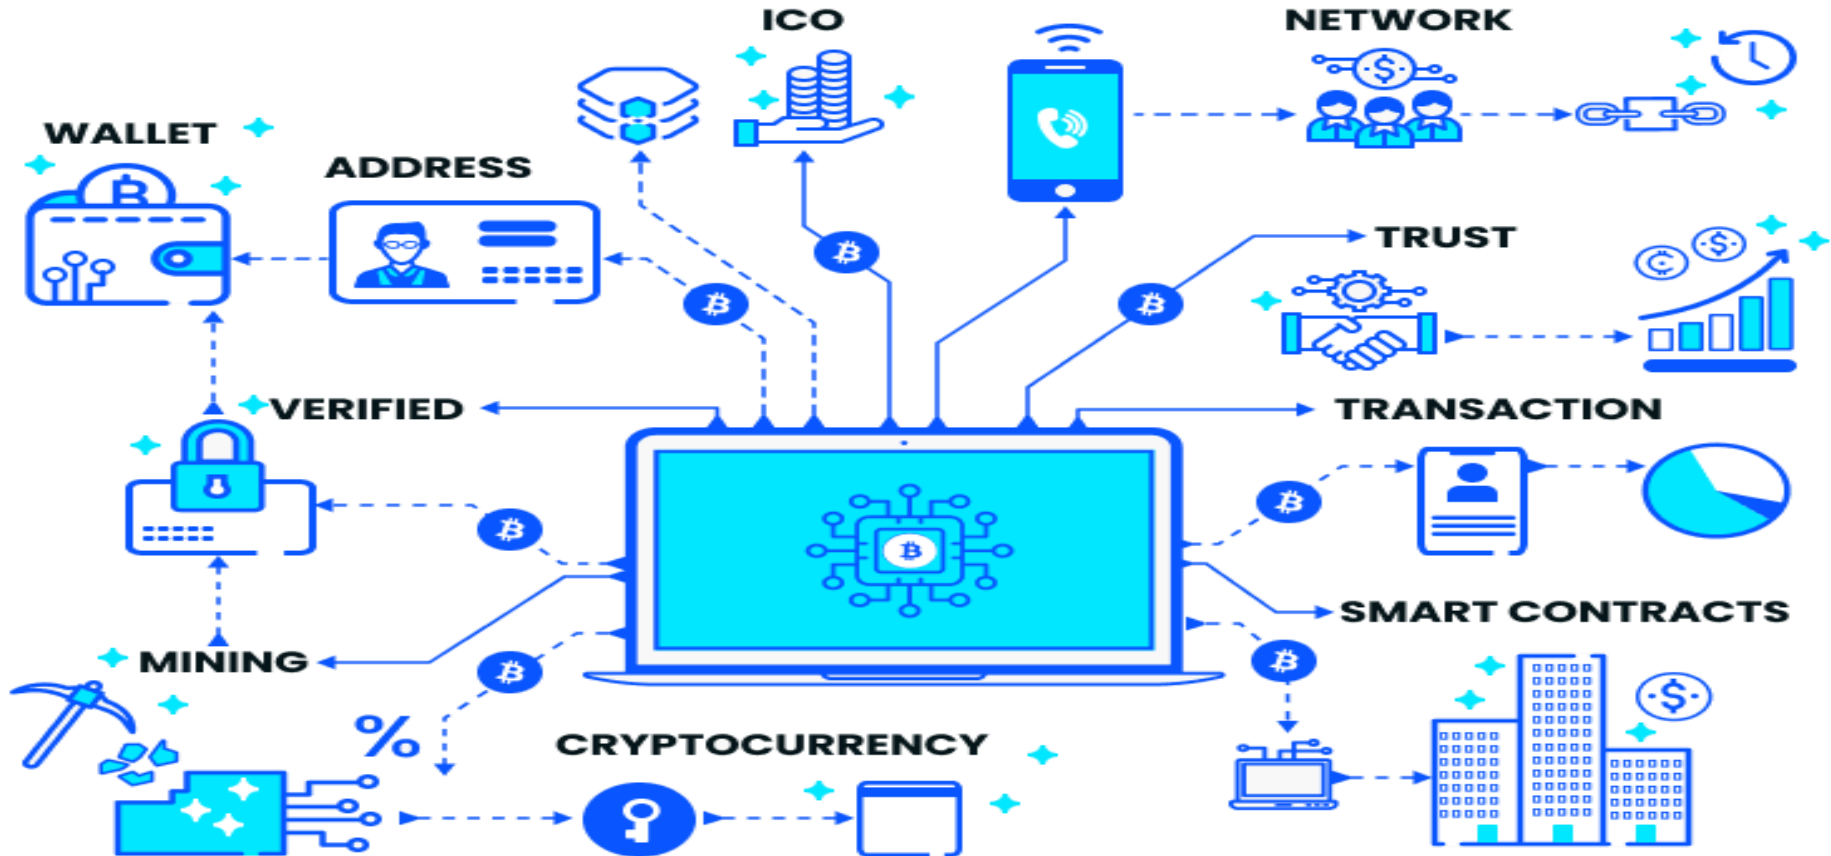 ICO
NETWORK
WALLET
ADDRESS
TRUST
VERIFIED
TRANSACTION
SMART CONTRACTS
MINING
%
CRYPTOCURRENCY